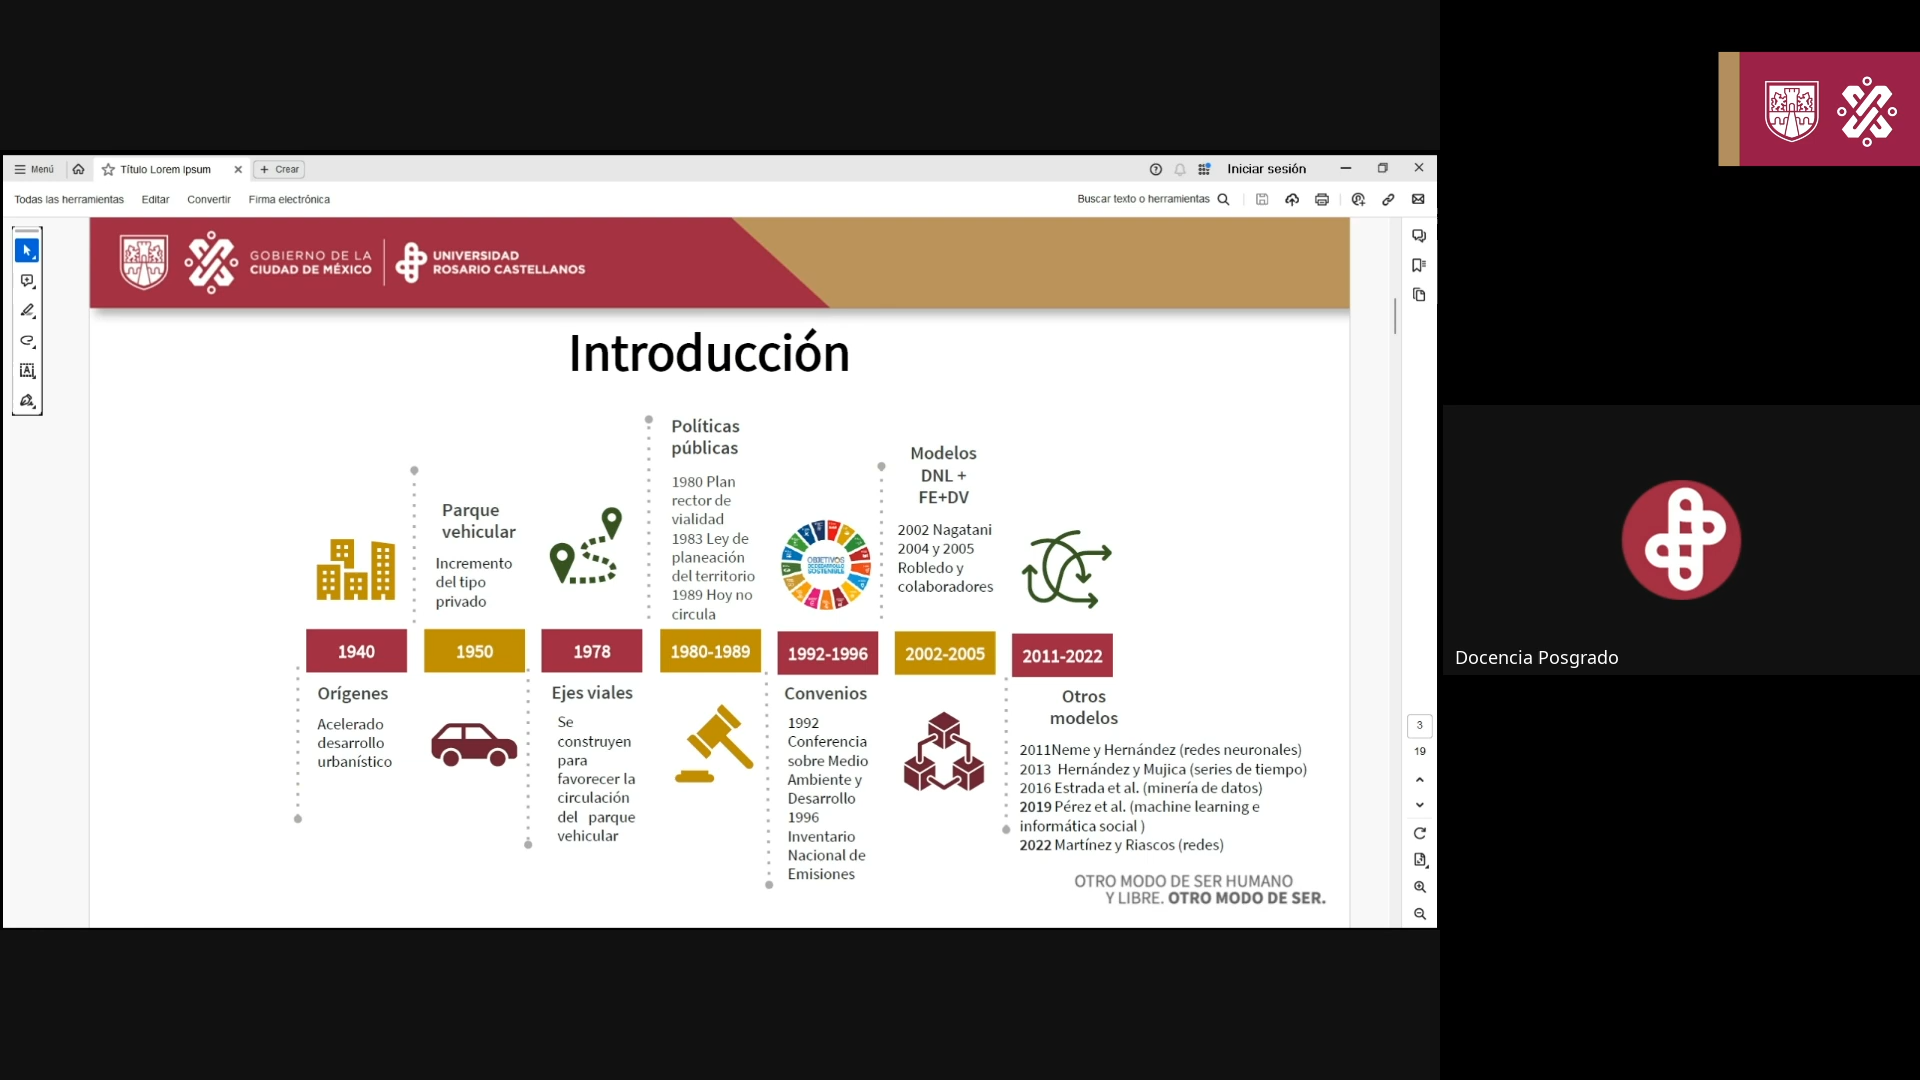 Menú
Título Lorem Ipsum
Crear
Iniciar sesión
Todas las herramientas
Editar
Convertir
Firma electrónica
Buscar texto o herramientas
GOBIERNO DE LA
CIUDAD DE MÉXICO
UNIVERSIDAD
ROSARIO CASTELLANOS
Introducción
Parque
vehicular
Incremento
del tipo
privado
Políticas
públicas
1980 Plan
rector de
vialidad
1983 Ley de
planeación
del territorio
1989 Hoy no
circula
OBJETIVOS
DE DESARROLLO
SOSTENIBLE
Modelos
DNL +
FE+DV
2002 Nagatani
2004 y 2005
Robledo y
colaboradores
1940
1950
1978
1980-1989
1992-1996
2002-2005
2011-2022
Orígenes
Acelerado
desarrollo
urbanístico
Ejes viales
Se
construyen
para
favorecer la
circulación
del parque
vehicular
Convenios
1992
Conferencia
sobre Medio
Ambiente y
Desarrollo
1996
Inventario
Nacional de
Emisiones
Otros
modelos
2011Neme y Hernández (redes neuronales)
2013 Hernández y Mujica (series de tiempo)
2016 Estrada et al. (minería de datos)
2019 Pérez et al. (machine learning e
informática social )
2022 Martínez y Riascos (redes)
OTRO MODO DE SER HUMANO
Y LIBRE. OTRO MODO DE SER.
3
19
Docencia Posgrado